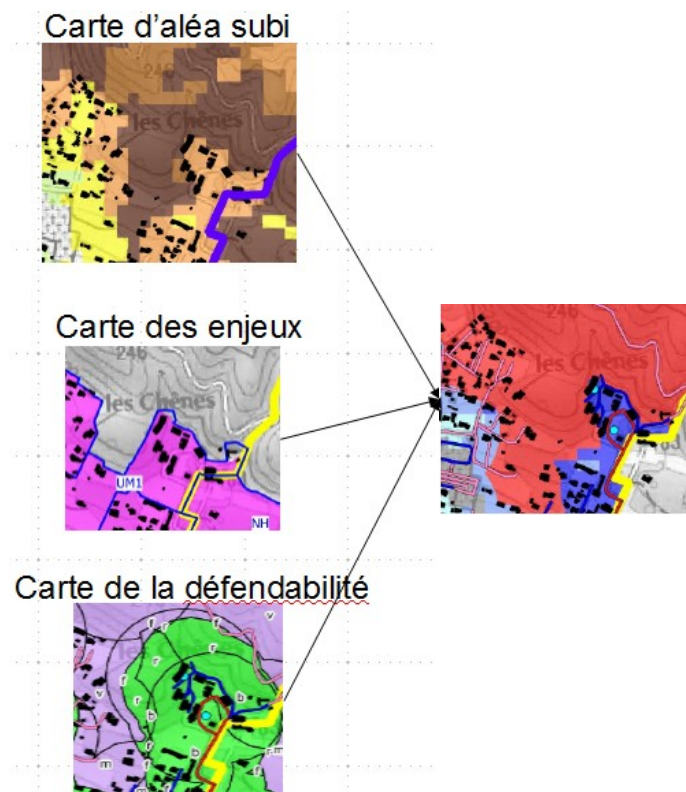 Carte d'aléa subi
246
les Chênes
Carte des enjeux
246
les Chênes
UM1
NH
les Chênes
Carte de la défendabilité
f
f
v
r
r
r
v
f
r
b
b
f
b
m
f
r
m
f
m
f